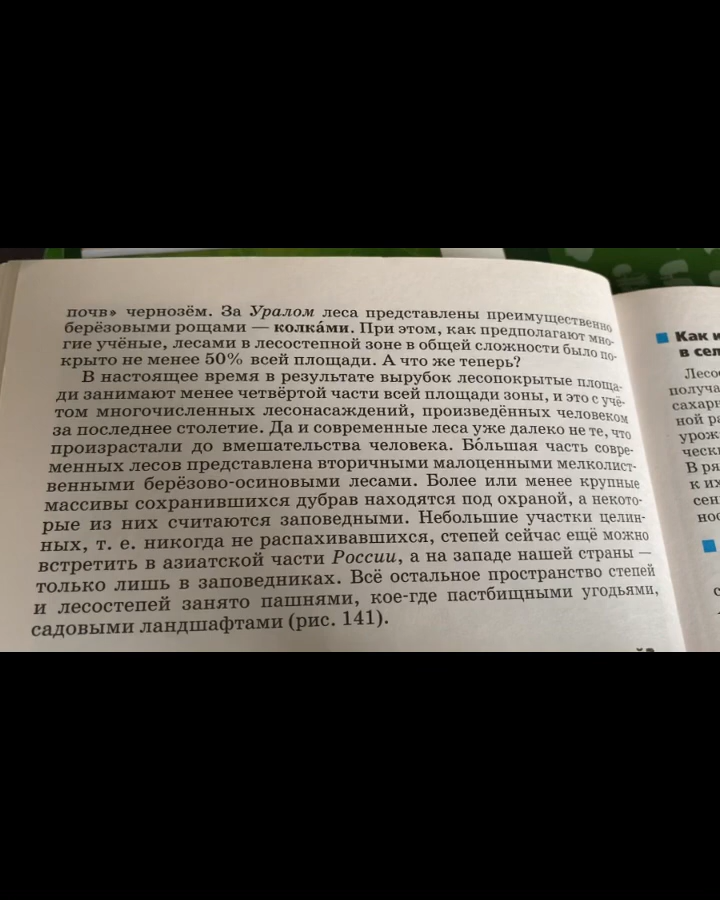 почв» чернозём. За Уралом леса представлены преимущественно
берёзовыми рощами — колка́ми. При этом, как предполагают мно-
гие учёные, лесами в лесостепной зоне в общей сложности было по-
крыто не менее 50% всей площади. А что же теперь?
В настоящее время в результате вырубок лесопокрытые площа-
ди занимают менее четвёртой части всей площади зоны, и это с учё-
том многочисленных лесонасаждений, произведённых человеком
за последнее столетие. Да и современные леса уже далеко не те, что
произрастали до вмешательства человека. Бо́льшая часть совре-
менных лесов представлена вторичными малоценными мелколист-
венными берёзово-осиновыми лесами. Более или менее крупные
массивы сохранившихся дубрав находятся под охраной, а некото-
рые из них считаются заповедными. Небольшие участки целин-
ных, т. е. никогда не распахивавшихся, степей сейчас ещё можно
встретить в азиатской части России, а на западе нашей страны —
только лишь в заповедниках. Всё остальное пространство степей
и лесостепей занято пашнями, кое-где пастбищными угодьями,
садовыми ландшафтами (рис. 141).
Как и
в сел
Лесос
получа
сахарн
ной ра
урож
ческы
В ря
к их
сен
нос